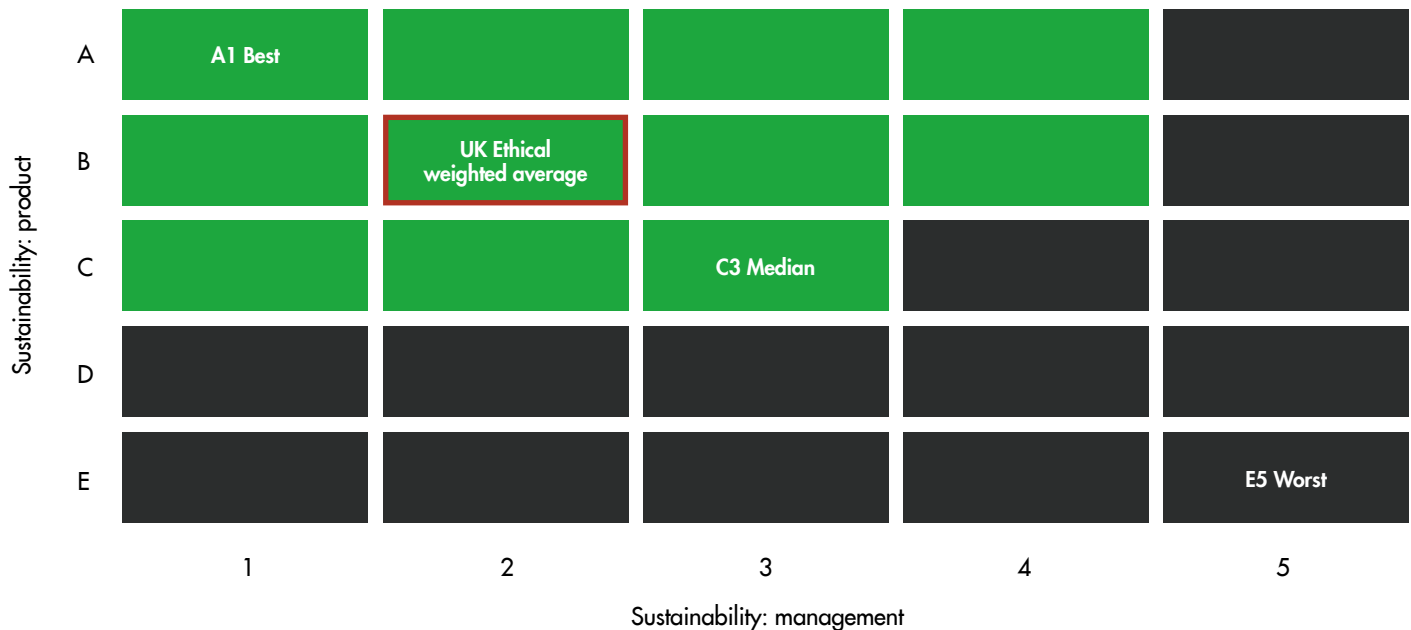 A
A1 Best
Sustainability: product
B
UK Ethical
weighted average
C
C3 Median
D
E
E5 Worst
1
2
3
4
5
Sustainability: management